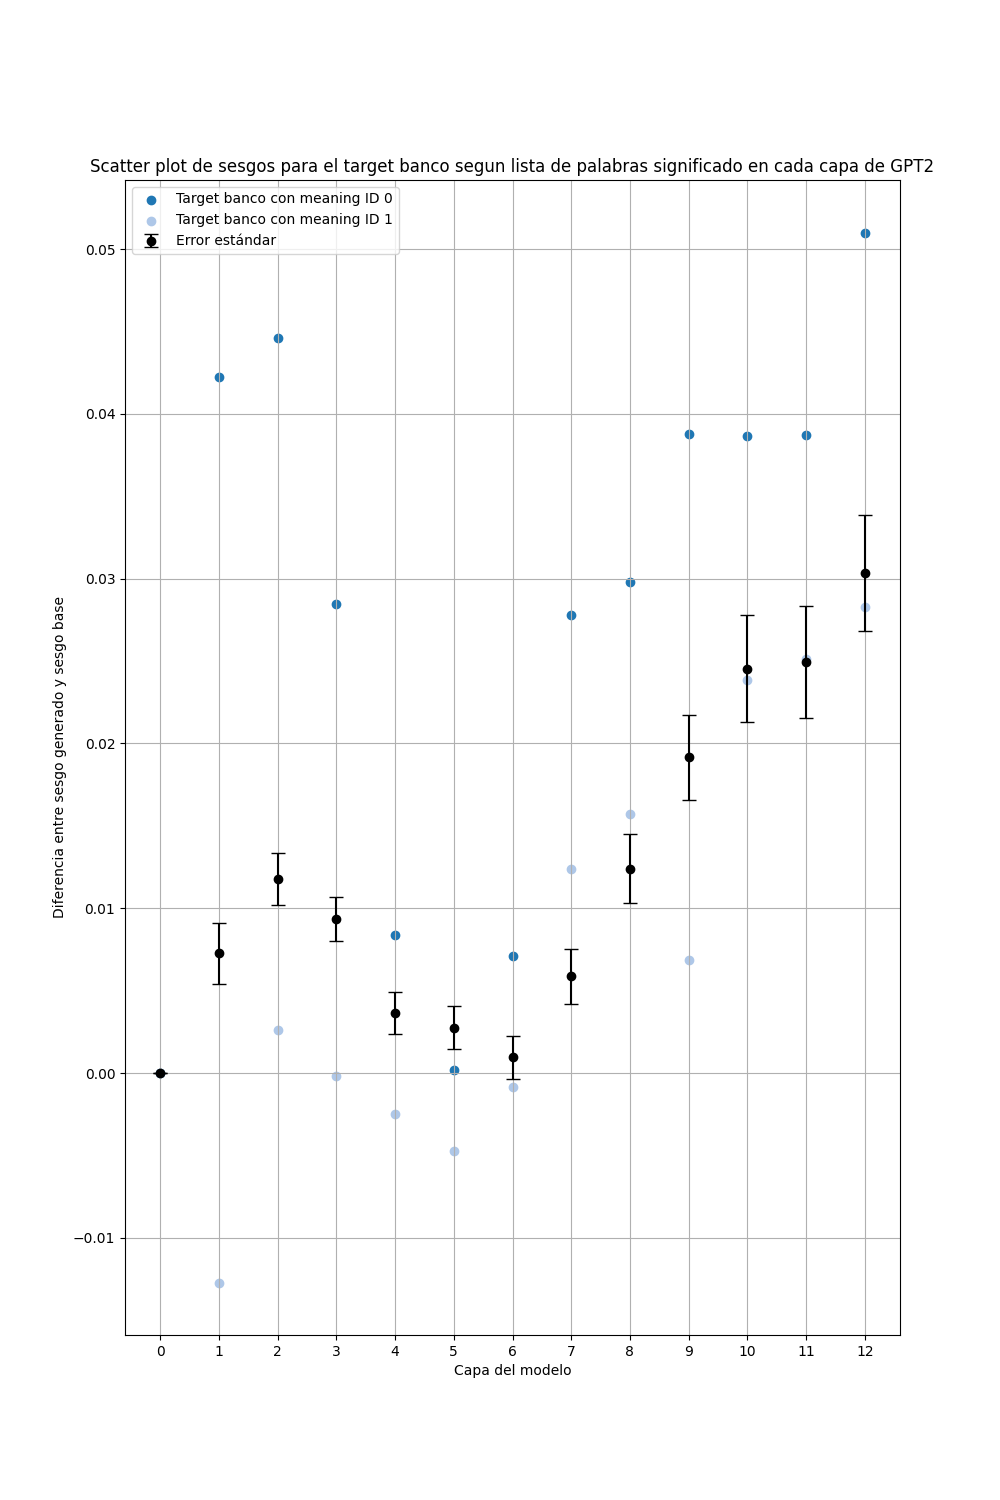 Scatter plot de sesgos para el target banco segun lista de palabras significado en cada capa de GPT2
Target banco con meaning ID 0
Target banco con meaning ID 1
Error estándar
0.05
0.04
0.03
0.02
0.01
0.00
−0.01
Diferencia entre sesgo generado y sesgo base
0 1 2 3 4 5 6 7 8 9 10 11 12
Capa del modelo